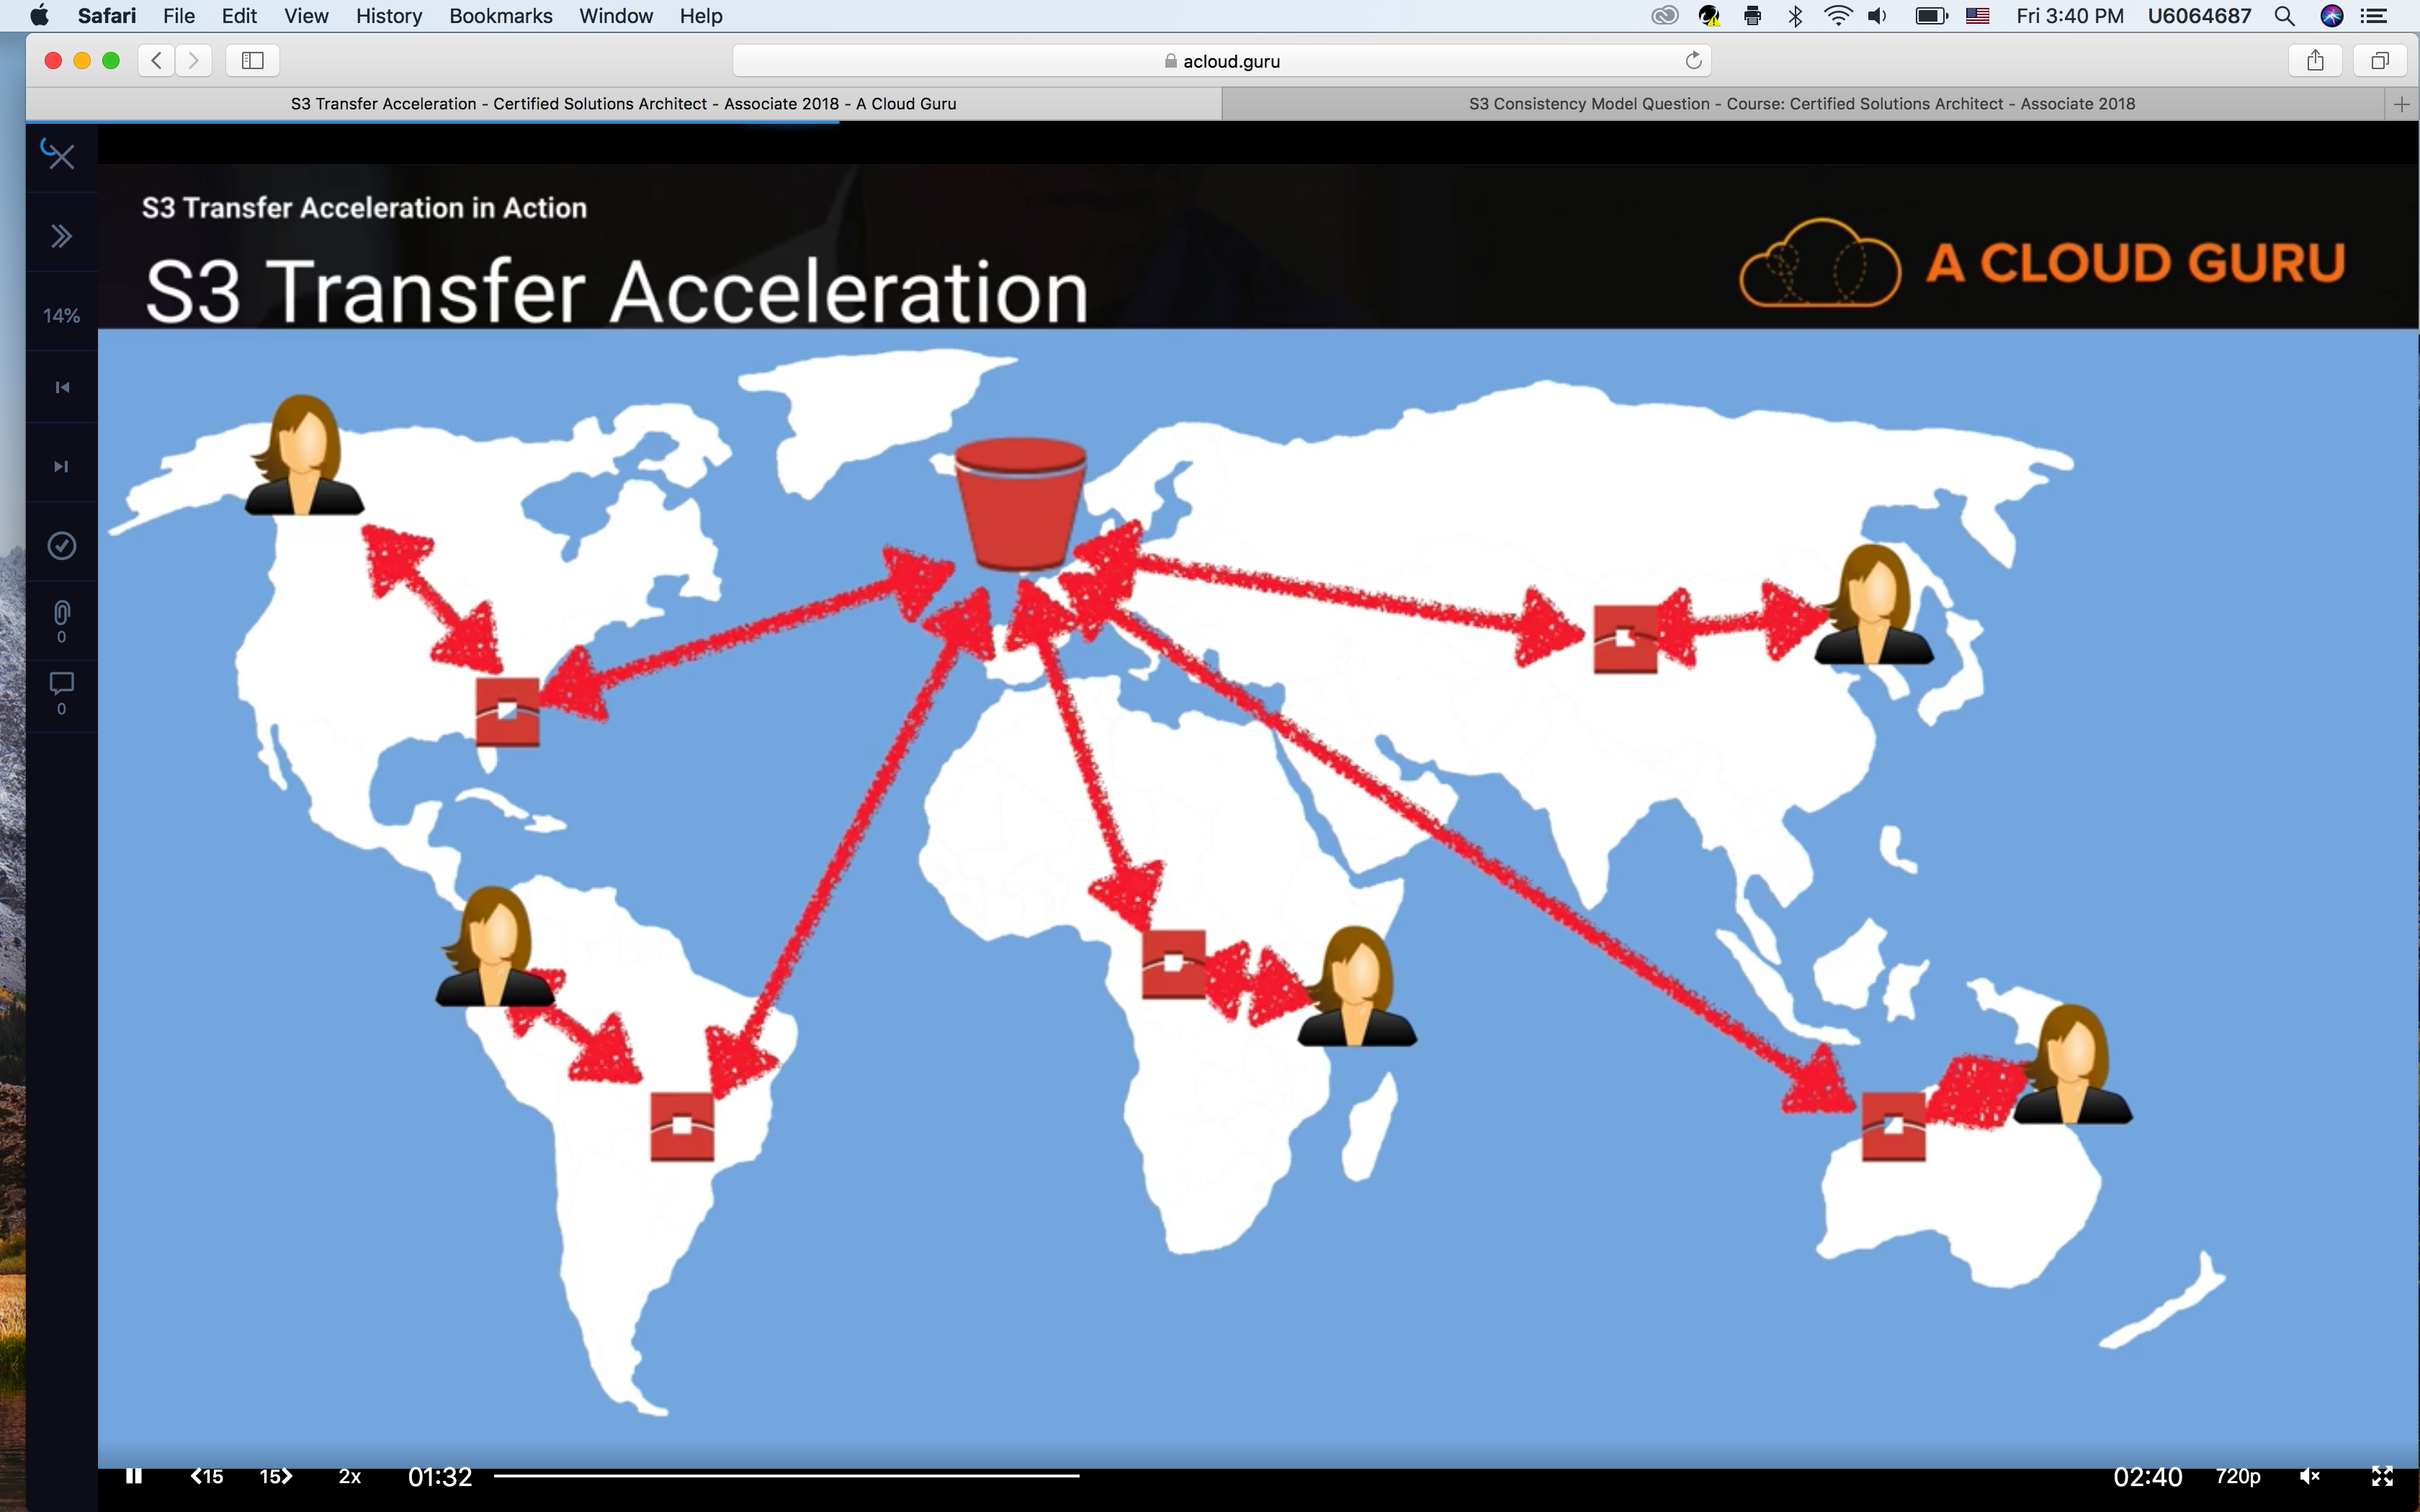 Safari File Edit View History Bookmarks Window Help Fri 3:40 PM U6064687
acloud.guru
S3 Transfer Acceleration - Certified Solutions Architect - Associate 2018 - A Cloud Guru
S3 Consistency Model Question - Course: Certified Solutions Architect - Associate 2018
S3 Transfer Acceleration in Action
S3 Transfer Acceleration
A CLOUD GURU
14%
0
0
15 15 2x 01:32 02:40 720p